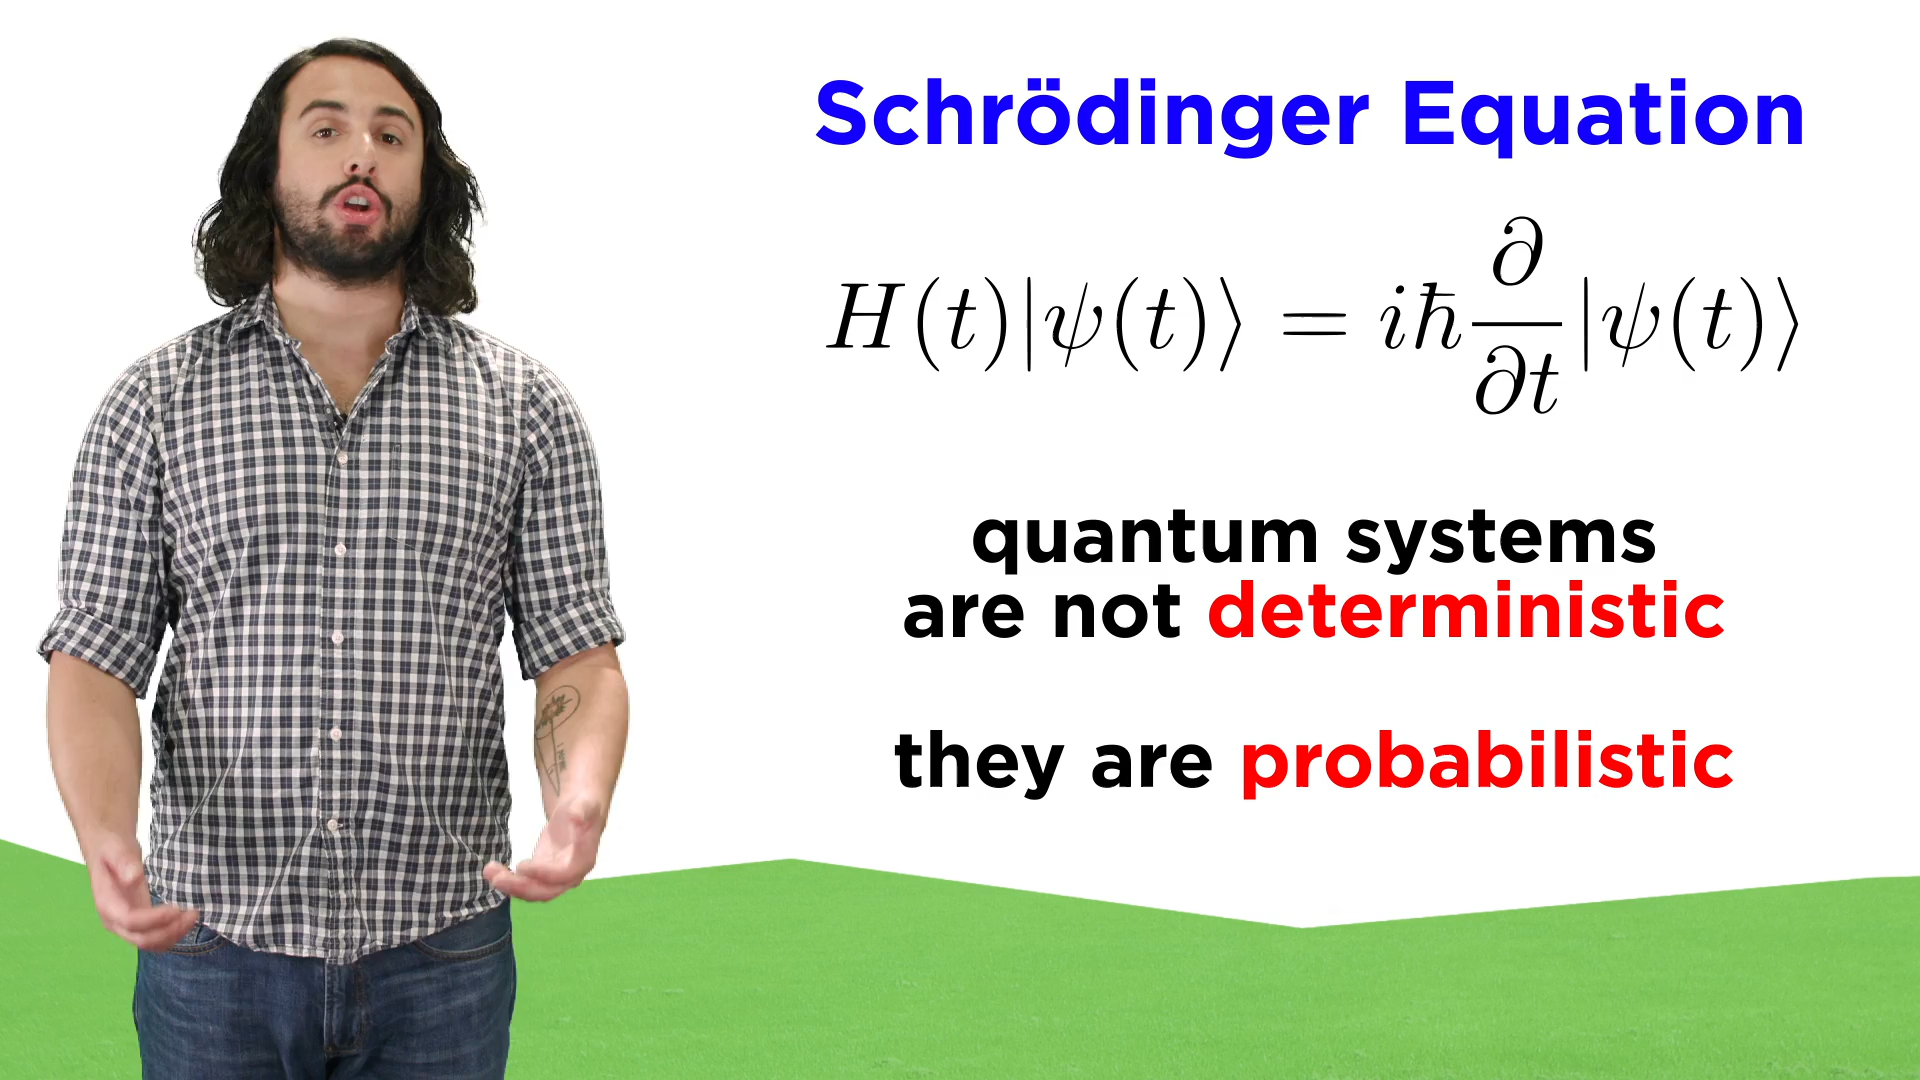 Schrödinger Equation
H(t)|ψ(t)⟩ = iħ ∂/∂t |ψ(t)⟩
quantum systems
are not deterministic
they are probabilistic